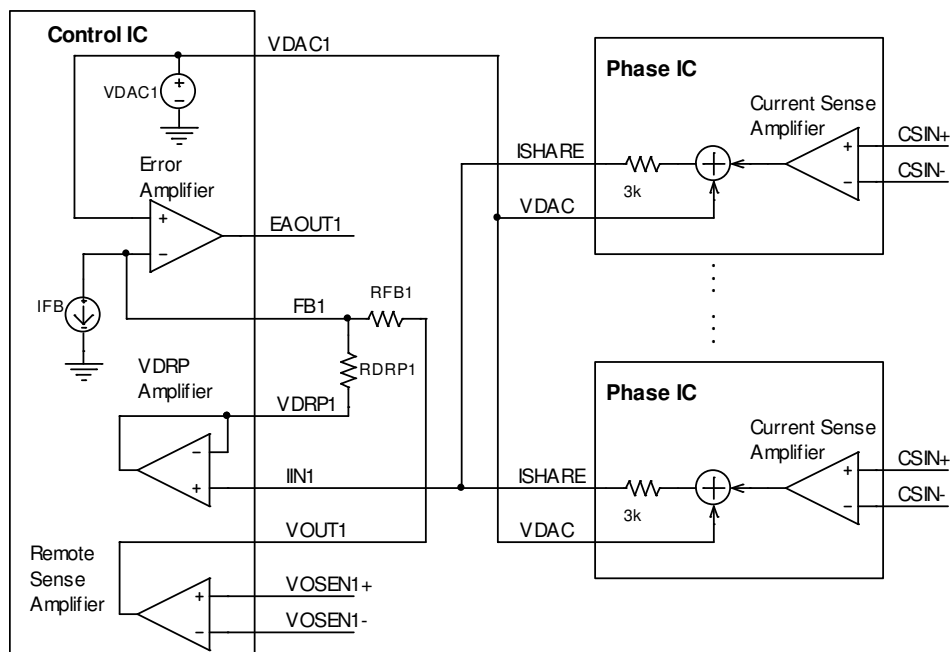 Control IC
VDAC1
VDAC1
+
−
Error
Amplifier
+
−
EAOUT1
IFB
FB1
RFB1
RDRP1
VDRP
Amplifier
VDRP1
−
+
IIN1
VOUT1
Remote
Sense
Amplifier
+
−
VOSEN1+
VOSEN1-
Phase IC
Current Sense
Amplifier
CSIN+
CSIN-
+
−
ISHARE
3k
VDAC
Phase IC
Current Sense
Amplifier
CSIN+
CSIN-
+
−
ISHARE
3k
VDAC